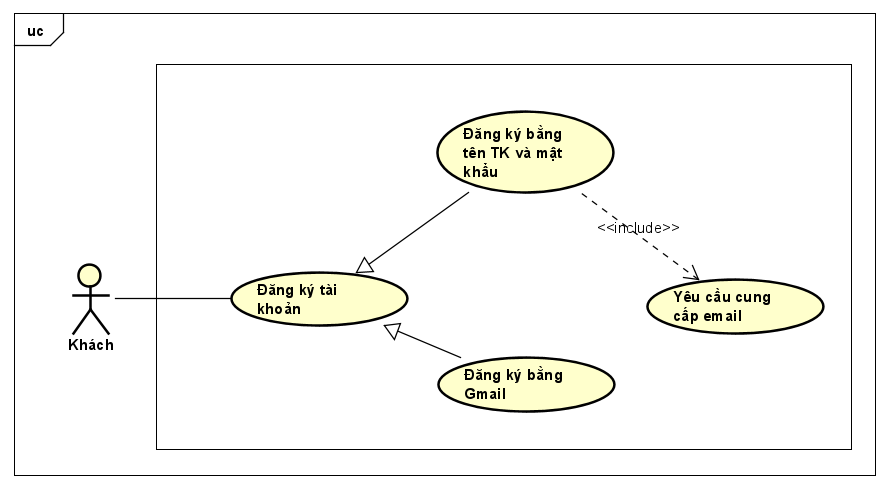 uc
Đăng ký bằng
tên TK và mật
khẩu
<<include>>
Đăng ký tài
khoản
Yêu cầu cung
cấp email
Khách
Đăng ký bằng
Gmail